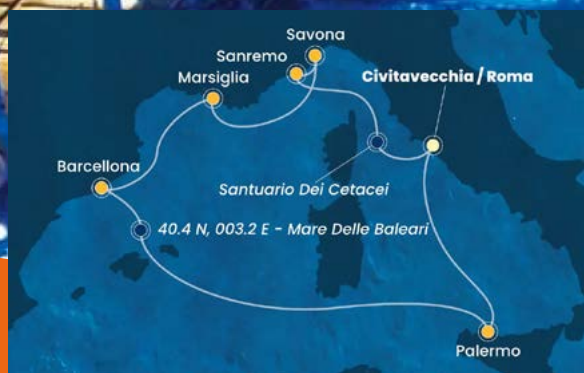 Savona
Sanremo
Marsiglia
Civitavecchia / Roma
Barcellona
Santuario Dei Cetacei
40.4 N, 003.2 E - Mare Delle Baleari
Palermo